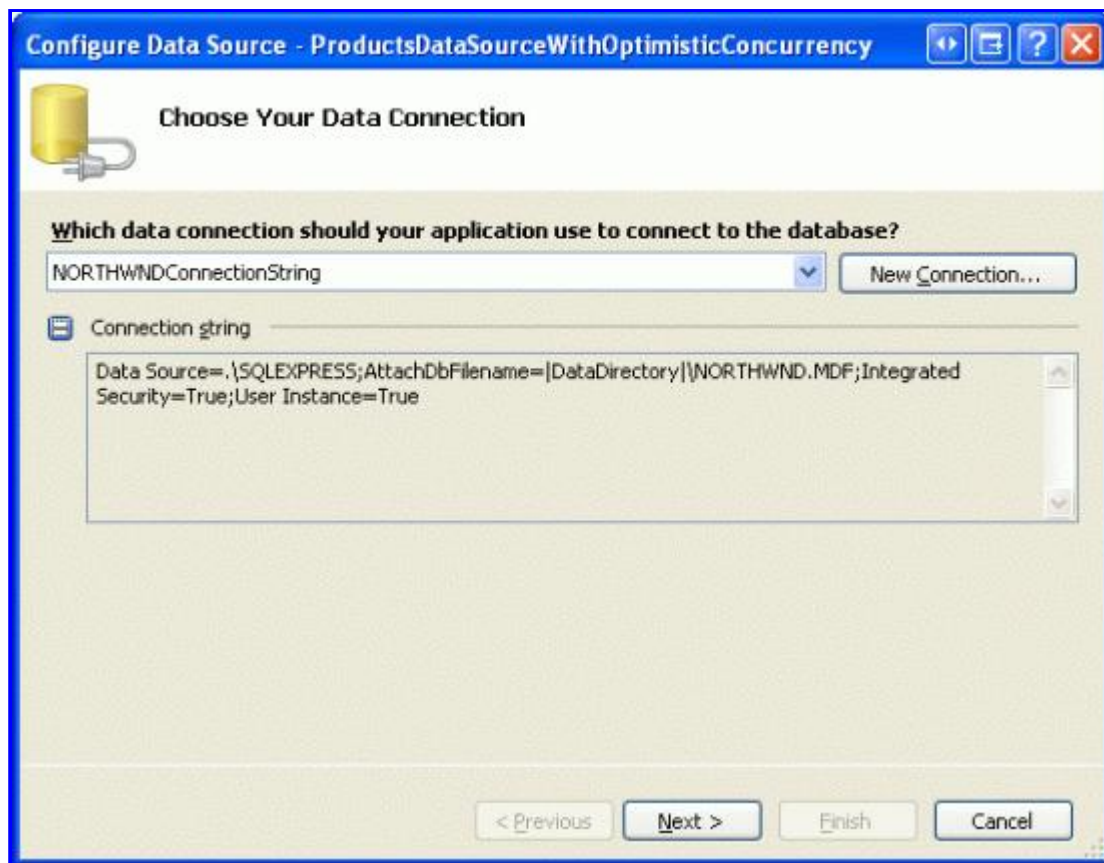 Configure Data Source - ProductsDataSourceWithOptimisticConcurrency
Choose Your Data Connection
Which data connection should your application use to connect to the database?
NORTHWNDConnectionString
New Connection...
Connection string
Data Source=.\SQLEXPRESS;AttachDbFilename=|DataDirectory|\NORTHWND.MDF;Integrated
Security=True;User Instance=True
< Previous
Next >
Finish
Cancel